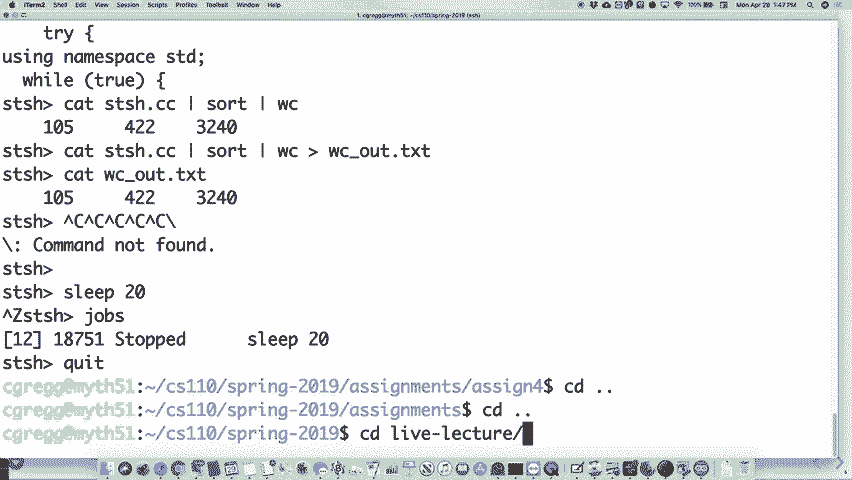 iTerm2 Shell Edit View Session Scripts Profiles Toolbelt Window Help
100% Mon Apr 29 1:47 PM
1. cgregg@myth51: ~/cs110/spring-2019 (ssh)
try {
using namespace std;
while (true) {
stsh> cat stsh.cc | sort | wc
105 422 3240
stsh> cat stsh.cc | sort | wc > wc_out.txt
stsh> cat wc_out.txt
105 422 3240
stsh> ^C^C^C^C^C\
\: Command not found.
stsh>
stsh> sleep 20
^Zstsh> jobs
[12] 18751 Stopped sleep 20
stsh> quit
cgregg@myth51:~/cs110/spring-2019/assignments/assign4$ cd ..
cgregg@myth51:~/cs110/spring-2019/assignments$ cd ..
cgregg@myth51:~/cs110/spring-2019$ cd live-lecture/